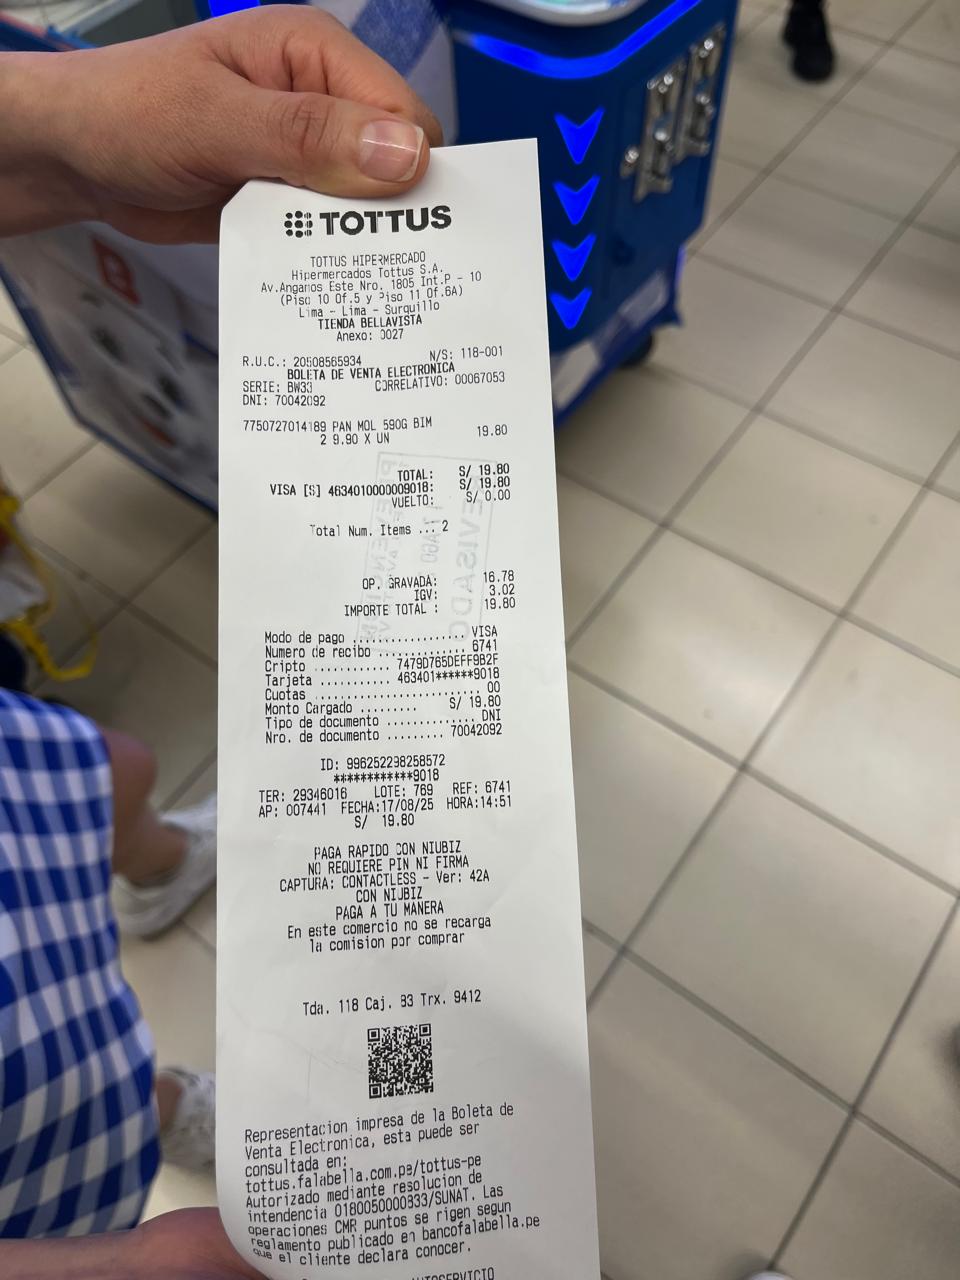 TOTTUS
TOTTUS HIPERMERCADO
Hipermercados Tottus S.A.
Av.Angamos Este Nro. 1805 Int.P - 10
(Piso 10 Of.5 y Piso 11 Of.6A)
Lima - Lima - Surquillo
TIENDA BELLAVISTA
Anexo: 0027
R.U.C.: 20508565934 N/S: 118-001
BOLETA DE VENTA ELECTRONICA
SERIE: BW33 CORRELATIVO: 00067053
DNI: 70042092
7750727014189 PAN MOL 590G BIM 19.80
2 9.90 X UN
TOTAL: S/ 19.80
VISA [S] 4634010000009018: S/ 19.80
VUELTO: S/ 0.00
Total Num. Items ... 2
OP. GRAVADA: 16.78
IGV: 3.02
IMPORTE TOTAL : 19.80
Modo de pago ................. VISA
Numero de recibo ............. 6741
Cripto ........... 7479D765DEFF9B2F
Tarjeta .......... 463401******9018
Cuotas ......................... 00
Monto Cargado ......... S/ 19.80
Tipo de documento ............. DNI
Nro. de documento ......... 70042092
ID: 996252298258572
************9018
TER: 29346016 LOTE: 769 REF: 6741
AP: 007441 FECHA:17/08/25 HORA:14:51
S/ 19.80
PAGA RAPIDO CON NIUBIZ
NO REQUIERE PIN NI FIRMA
CAPTURA: CONTACTLESS - Ver: 42A
CON NIUBIZ
PAGA A TU MANERA
En este comercio no se recarga
la comision por comprar
Tda. 118 Caj. 33 Trx. 9412
Representacion impresa de la Boleta de
Venta Electronica, esta puede ser
consultada en:
tottus.falabella.com.pe/tottus-pe
Autorizado mediante resolucion de
intendencia 0180050000833/SUNAT. Las
operaciones CMR puntos se rigen segun
reglamento publicado en bancofalabella.pe
que el cliente declara conocer.
AUTOSERVICIO